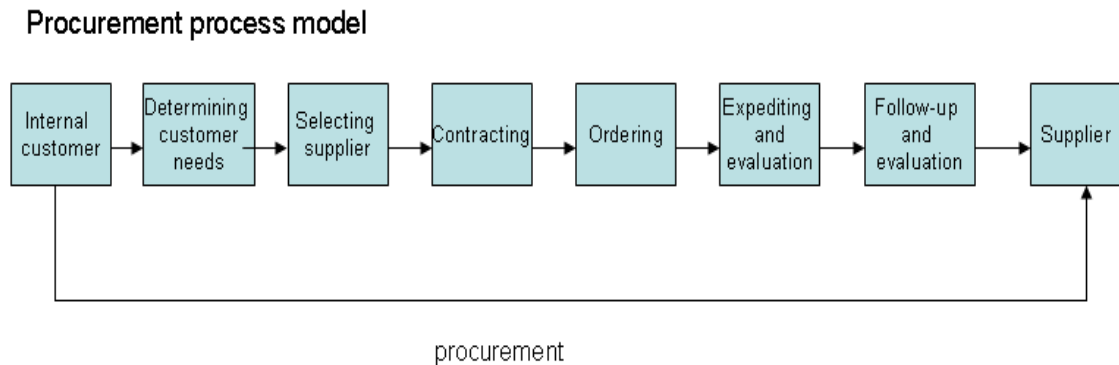 Procurement process model
Internal
customer
Determining
customer
needs
Selecting
supplier
Contracting
Ordering
Expediting
and
evaluation
Follow-up
and
evaluation
Supplier
procurement